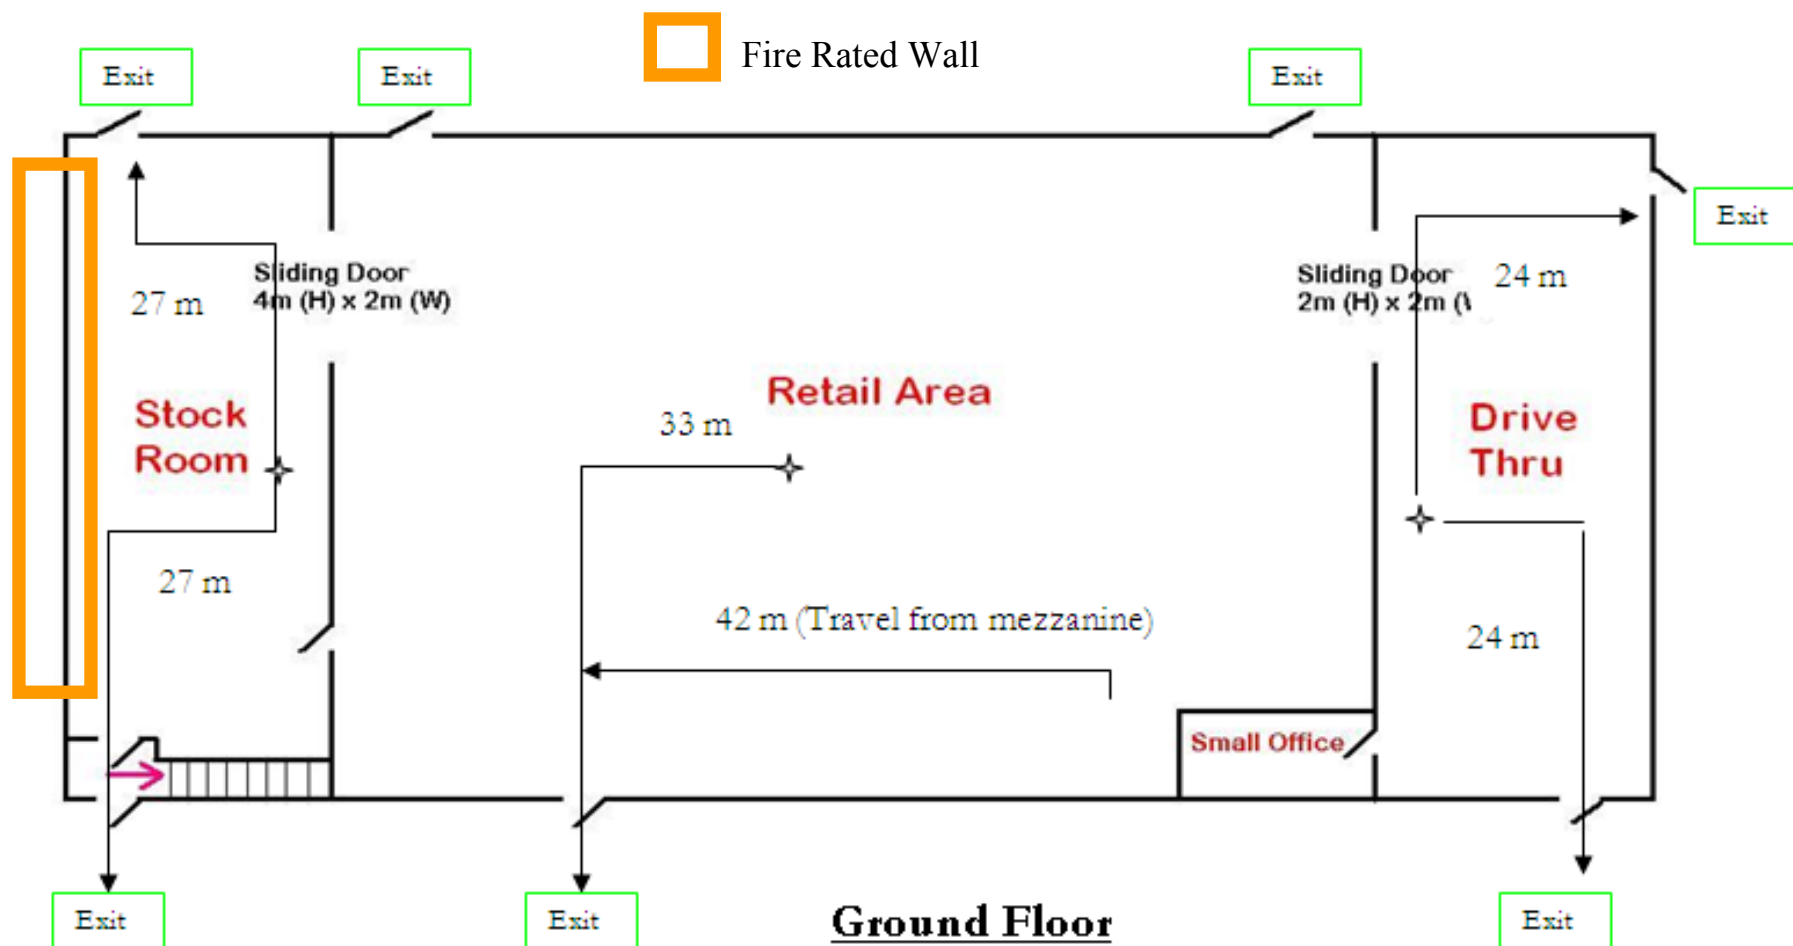 Fire Rated Wall
Exit
Exit
Exit
Exit
Sliding Door
4m (H) x 2m (W)
Sliding Door
2m (H) x 2m (
27 m
24 m
Stock
Room
Retail Area
33 m
Drive
Thru
27 m
42 m (Travel from mezzanine)
24 m
Small Office
Exit
Exit
Exit
Ground Floor